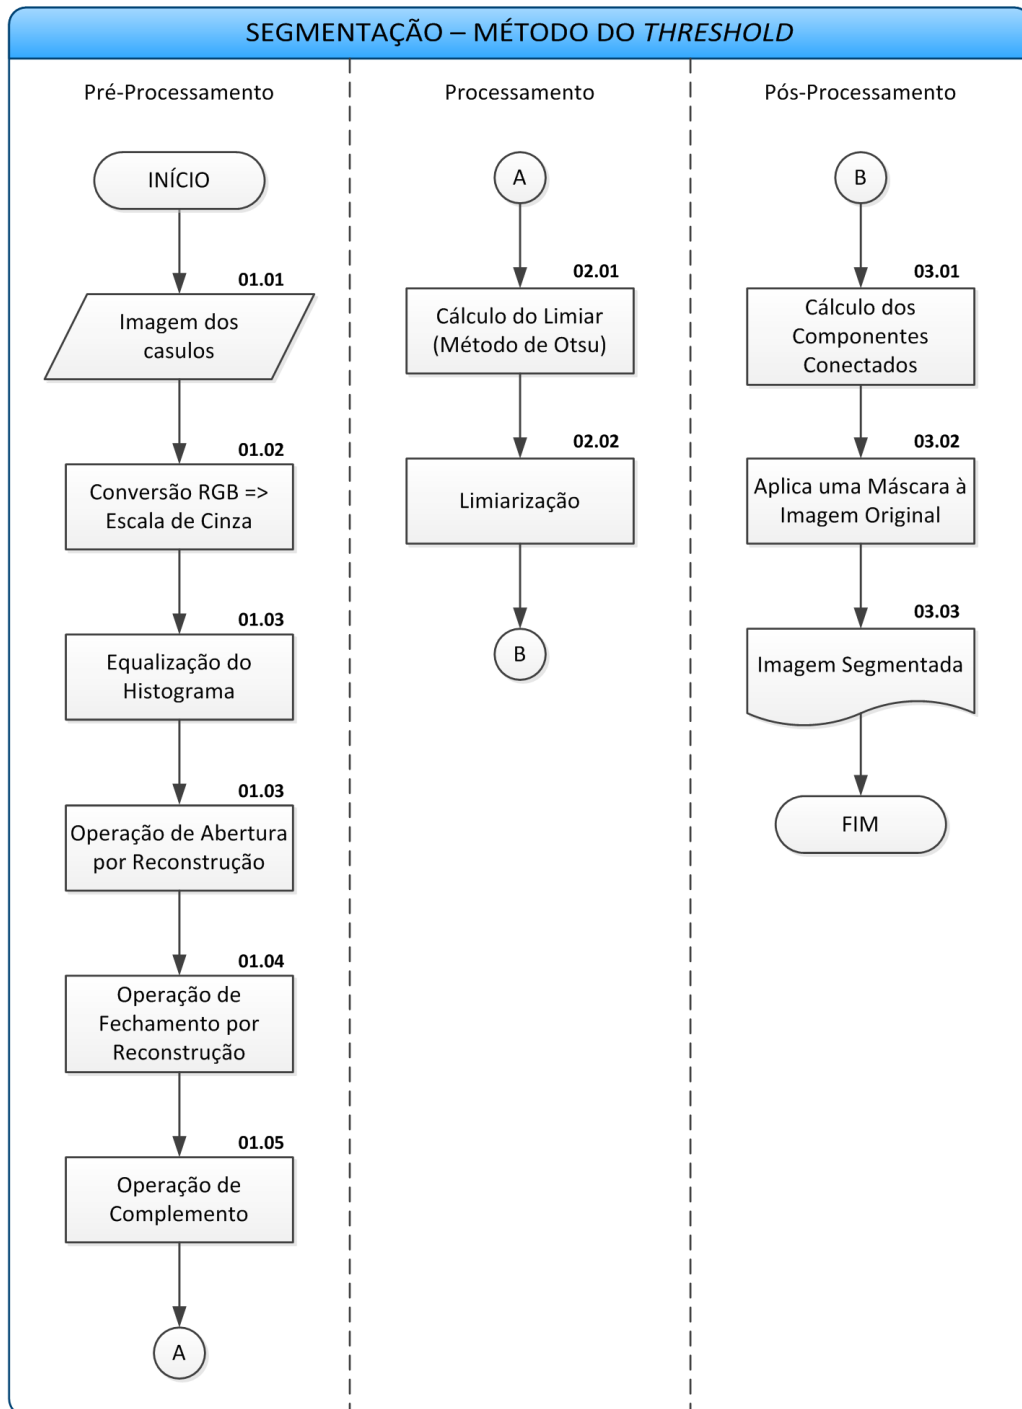 SEGMENTAÇÃO – MÉTODO DO THRESHOLD
Pré-Processamento
INÍCIO
01.01
Imagem dos
casulos
01.02
Conversão RGB =>
Escala de Cinza
01.03
Equalização do
Histograma
01.03
Operação de Abertura
por Reconstrução
01.04
Operação de
Fechamento por
Reconstrução
01.05
Operação de
Complemento
A
Processamento
A
02.01
Cálculo do Limiar
(Método de Otsu)
02.02
Limiarização
B
Pós-Processamento
B
03.01
Cálculo dos
Componentes
Conectados
03.02
Aplica uma Máscara à
Imagem Original
03.03
Imagem Segmentada
FIM